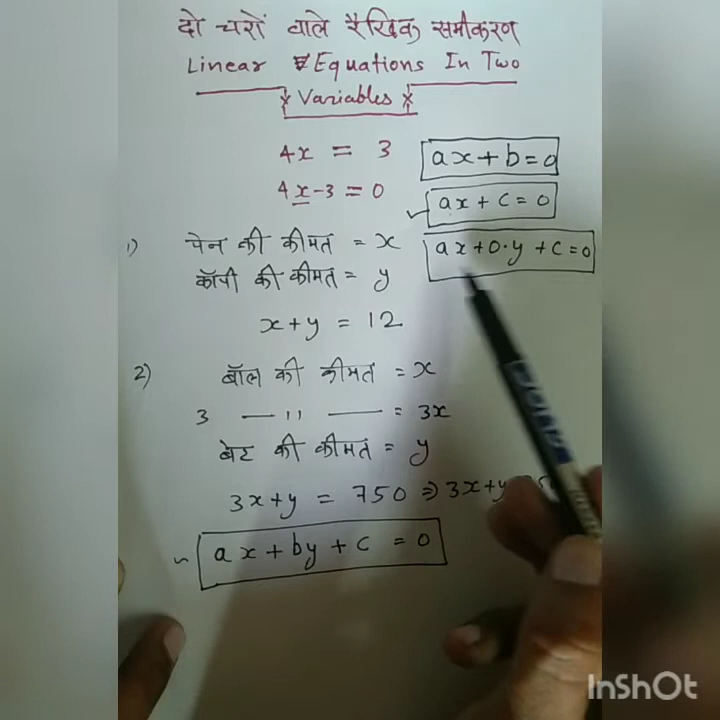 दो चरों वाले रैखिक समीकरण
Linear Equations In Two
Variables
4x = 3
ax+b=0
4x-3=0
ax+c=0
1) पेन की कीमत = x
ax+0·y+c=0
कॉपी की कीमत = y
x+y = 12
2) बॉल की कीमत = x
3 — 11 — = 3x
बेट की कीमत = y
3x+y = 750 ⇒ 3x+y
ax+by+c = 0
InShOt